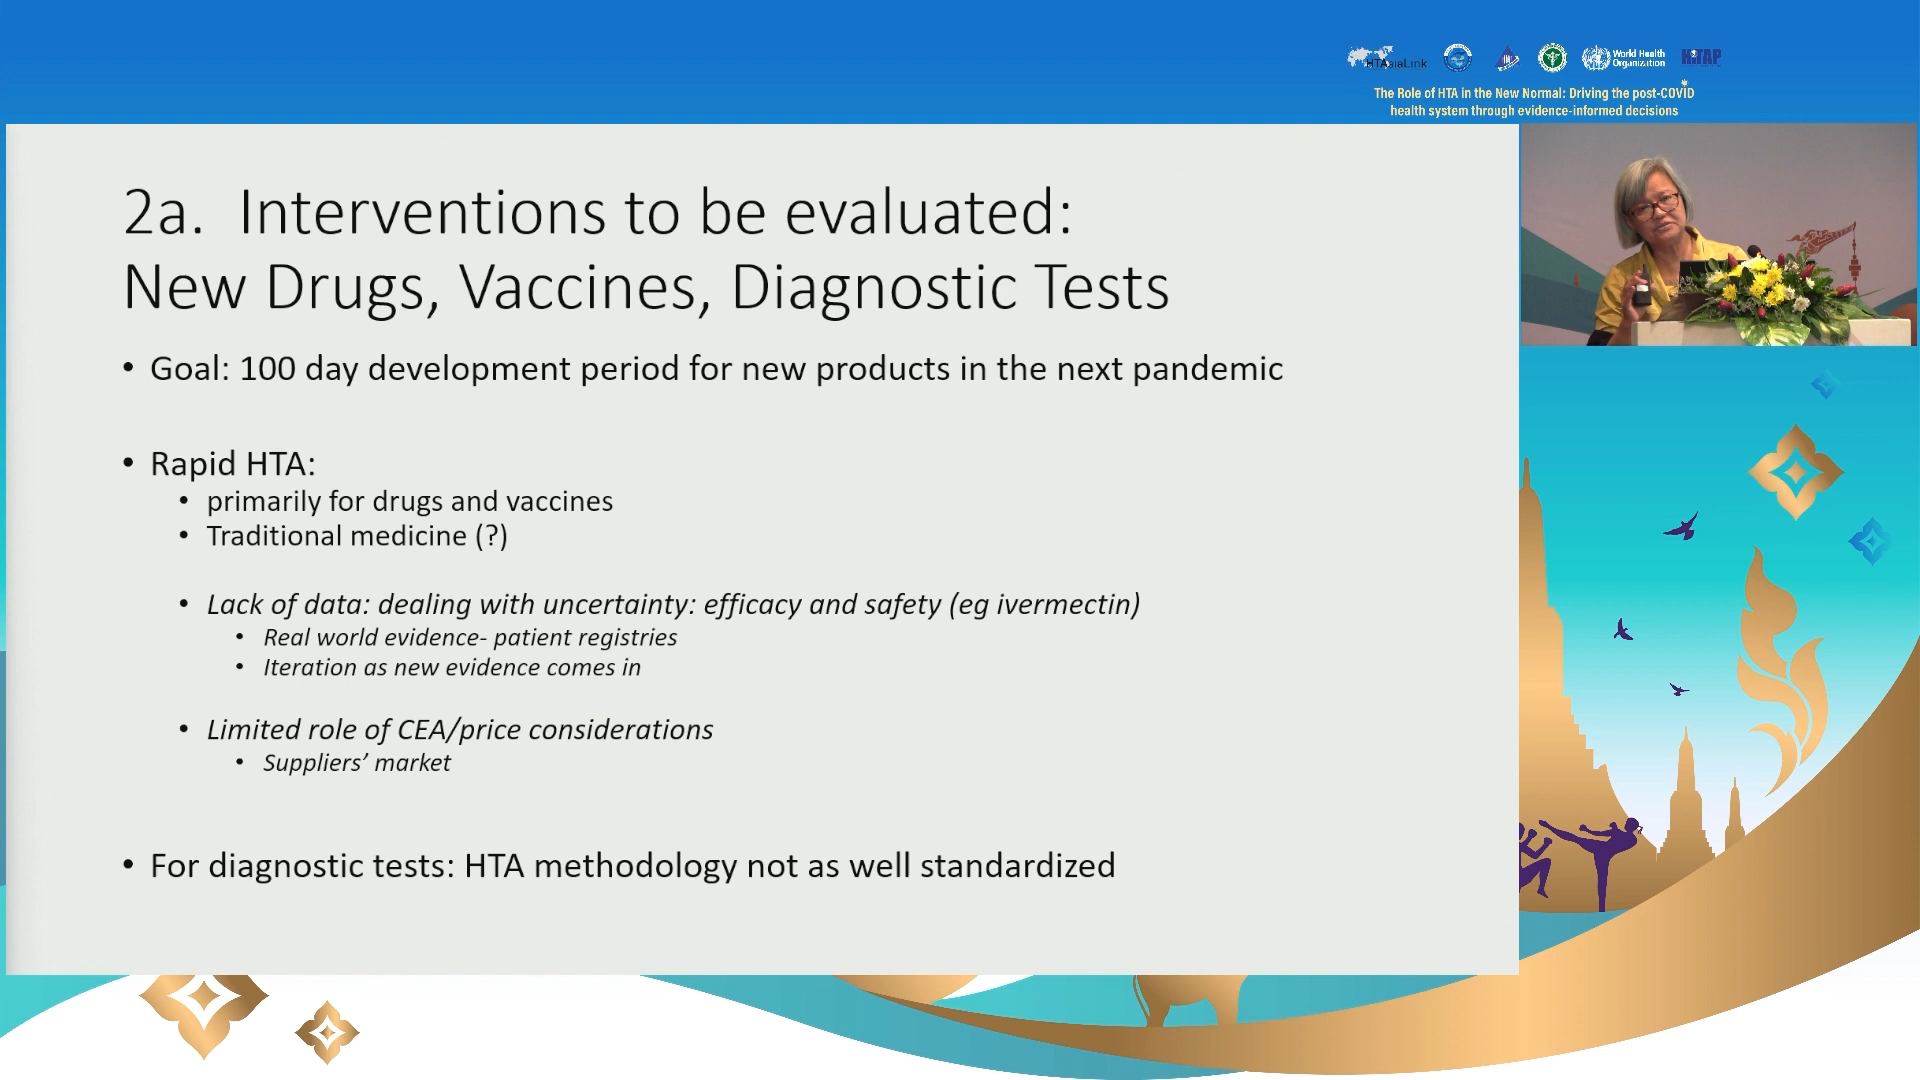 HTAsiaLink
World Health
Organization
HITAP
The Role of HTA in the New Normal: Driving the post-COVID
health system through evidence-informed decisions
2a. Interventions to be evaluated:
New Drugs, Vaccines, Diagnostic Tests
• Goal: 100 day development period for new products in the next pandemic
• Rapid HTA:
• primarily for drugs and vaccines
• Traditional medicine (?)
• Lack of data: dealing with uncertainty: efficacy and safety (eg ivermectin)
• Real world evidence- patient registries
• Iteration as new evidence comes in
• Limited role of CEA/price considerations
• Suppliers’ market
• For diagnostic tests: HTA methodology not as well standardized